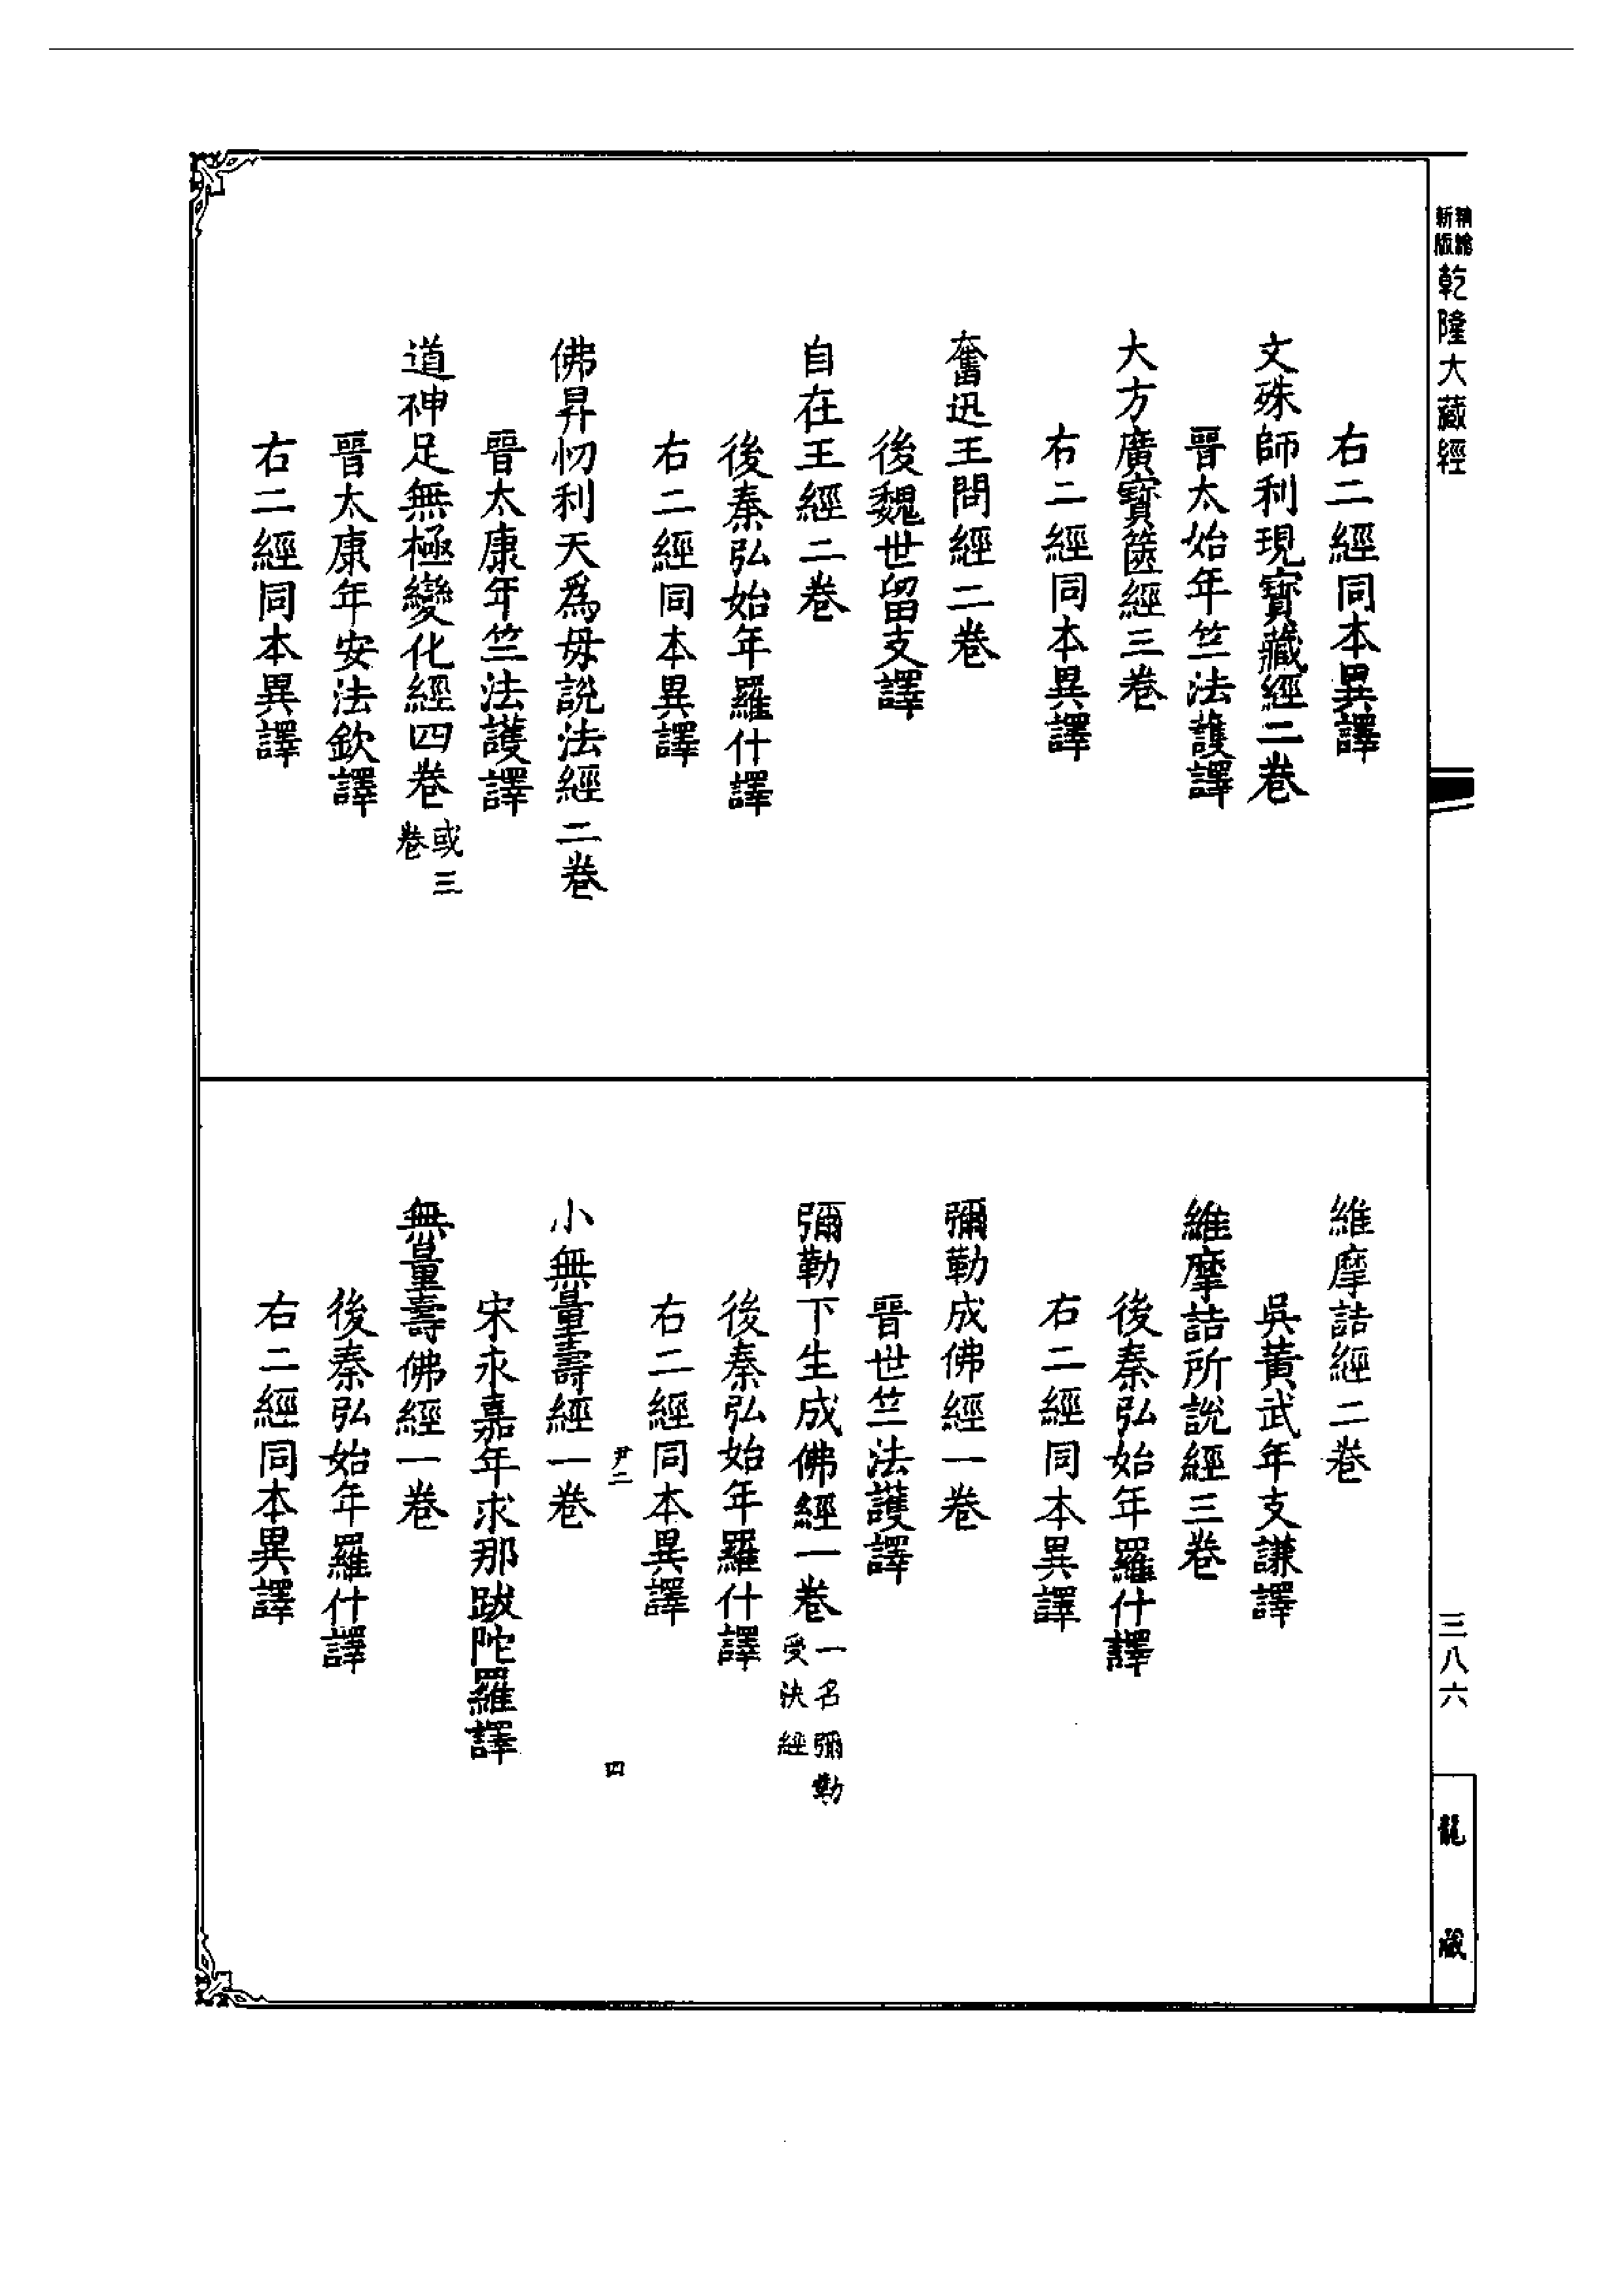 新版精繪
乾隆大藏經
右二經同本異譯
文殊師利現寶藏經二卷
晋太始年竺法護譯
大方廣寶篋經三卷
右二經同本異譯
奮迅王問經二卷
後魏世留支譯
自在王經二卷
後秦弘始年羅什譯
右二經同本異譯
佛昇忉利天爲母說法經二卷
晋太康年竺法護譯
道神足無極變化經四卷或三卷
晋太康年安法欽譯
右二經同本異譯
維摩詰經二卷
吳黃武年支謙譯
維摩詰所說經三卷
後秦弘始年羅什譯
右二經同本異譯
彌勒成佛經一卷
晋世竺法護譯
彌勒下生成佛經一卷一名彌勒受決經
後秦弘始年羅什譯
右二經同本異譯
尹二 四
小無量壽經一卷
宋永嘉年求那跋陀羅譯
無量壽佛經一卷
後秦弘始年羅什譯
右二經同本異譯
三八六
龍藏